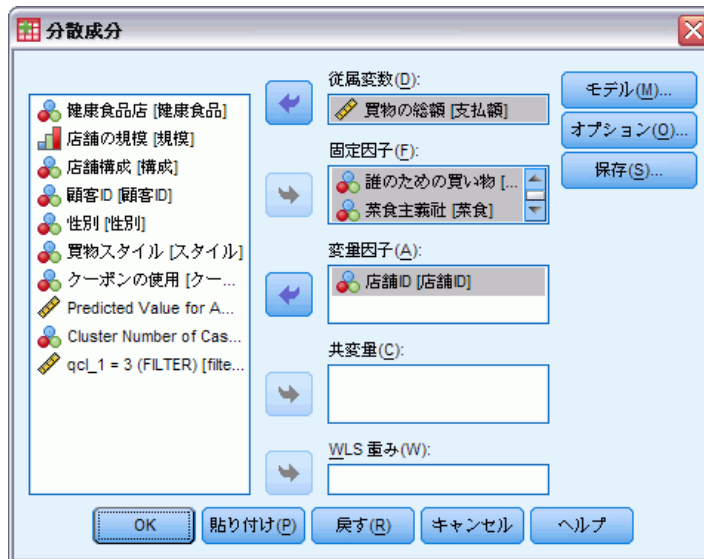 分散成分
健康食品店 [健康食品]
店舗の規模 [規模]
店舗構成 [構成]
顧客ID [顧客ID]
性別 [性別]
買物スタイル [スタイル]
クーポンの使用 [クー...
Predicted Value for A...
Cluster Number of Cas...
qcl_1 = 3 (FILTER) [filte...
従属変数(D):
買物の総額 [支払額]
固定因子(F):
誰のための買い物 [...
菜食主義社 [菜食]
変量因子(A):
店舗ID [店舗ID]
共変量(C):
WLS 重み(W):
モデル(M)...
オプション(O)...
保存(S)...
OK
貼り付け(P)
戻す(R)
キャンセル
ヘルプ